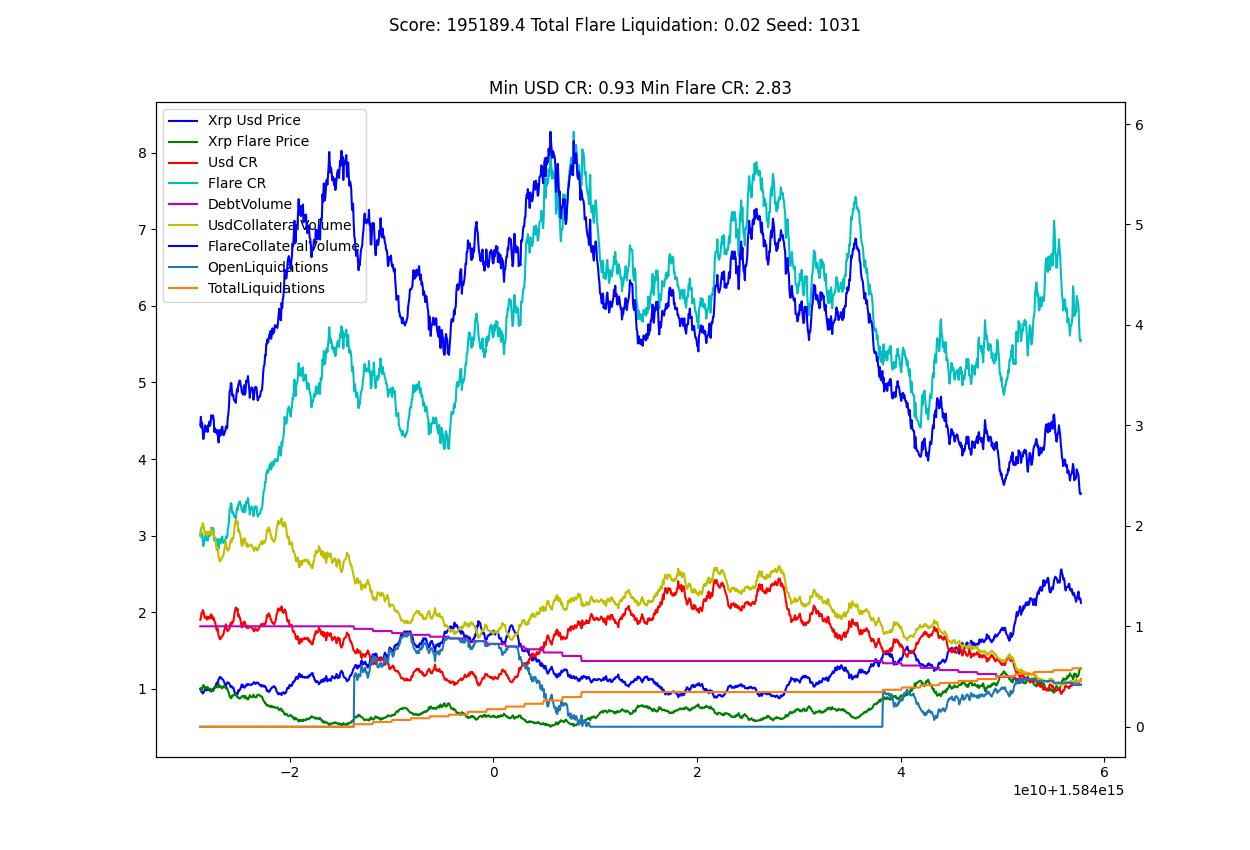 Score: 195189.4 Total Flare Liquidation: 0.02 Seed: 1031
Min USD CR: 0.93 Min Flare CR: 2.83
Xrp Usd Price
Xrp Flare Price
Usd CR
Flare CR
DebtVolume
UsdCollateralVolume
FlareCollateralVolume
OpenLiquidations
TotalLiquidations
8
7
6
5
4
3
2
1
6
5
4
3
2
1
0
−2
0
2
4
6
1e10+1.584e15